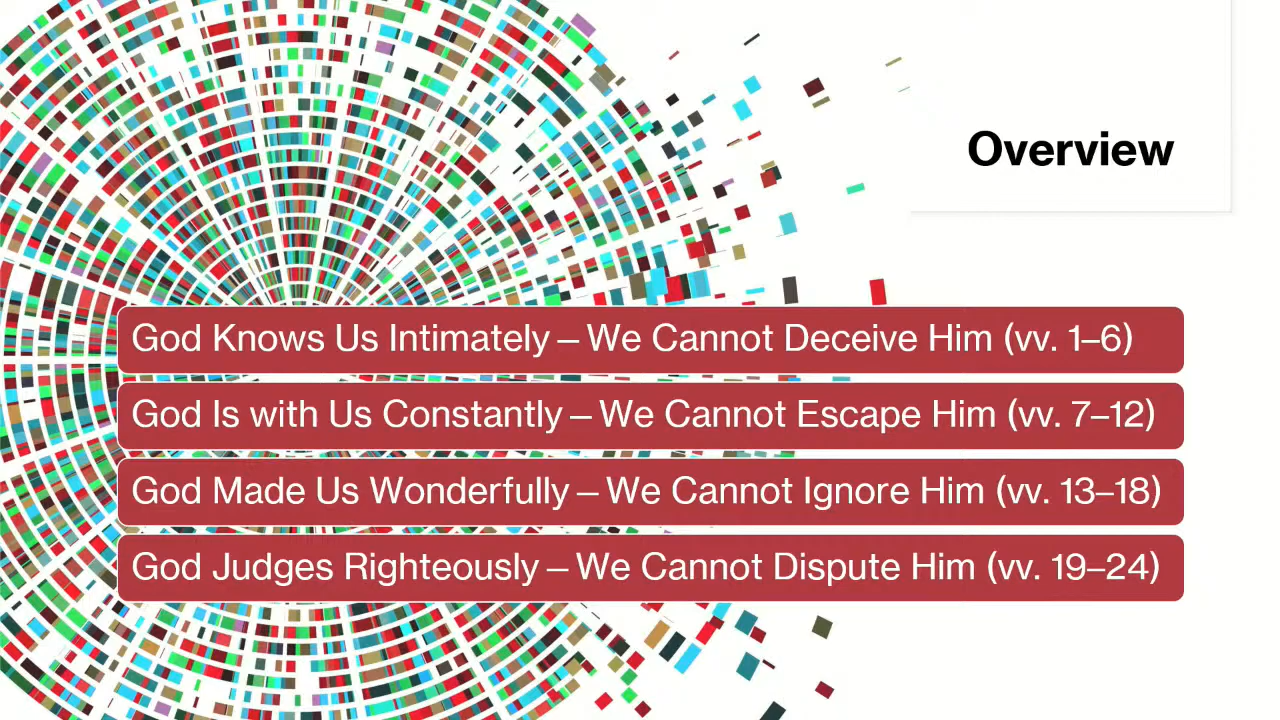 Overview
God Knows Us Intimately – We Cannot Deceive Him (vv. 1–6)
God Is with Us Constantly – We Cannot Escape Him (vv. 7–12)
God Made Us Wonderfully – We Cannot Ignore Him (vv. 13–18)
God Judges Righteously – We Cannot Dispute Him (vv. 19–24)